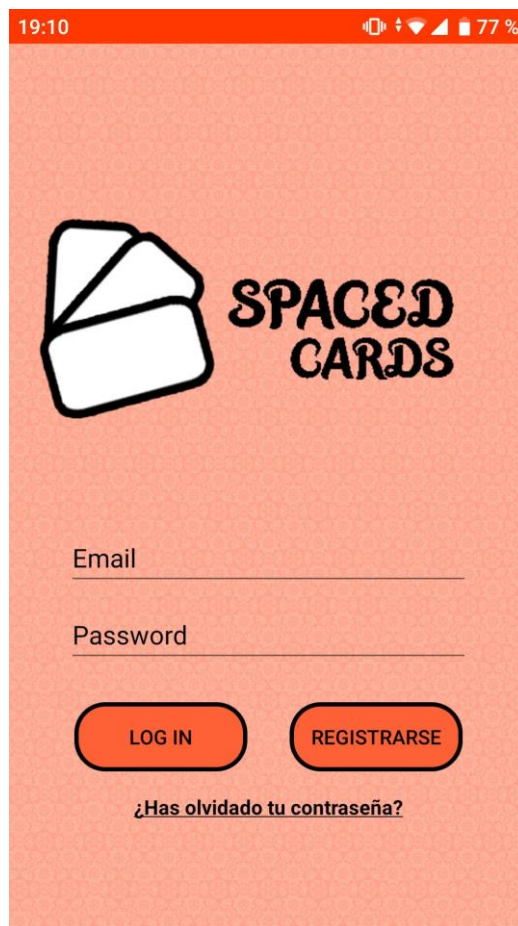 19:10 77 %
SPACED
CARDS
Email
Password
LOG IN REGISTRARSE
¿Has olvidado tu contraseña?